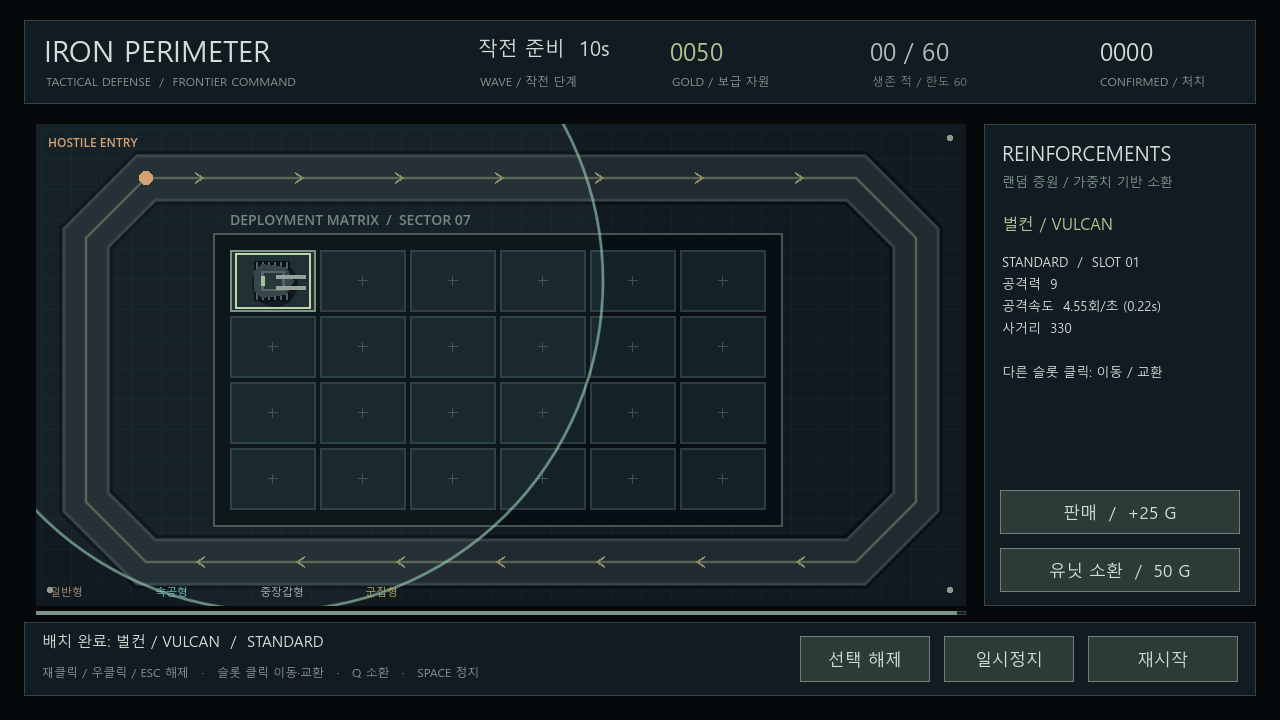 IRON PERIMETER
TACTICAL DEFENSE / FRONTIER COMMAND
작전 준비 10s
WAVE / 작전 단계
0050
GOLD / 보급 자원
00 / 60
생존 적 / 한도 60
0000
CONFIRMED / 처치
HOSTILE ENTRY
DEPLOYMENT MATRIX / SECTOR 07
일반형
속공형
중장갑형
군집형
REINFORCEMENTS
랜덤 증원 / 가중치 기반 소환
벌컨 / VULCAN
STANDARD / SLOT 01
공격력 9
공격속도 4.55회/초 (0.22s)
사거리 330
다른 슬롯 클릭: 이동 / 교환
판매 / +25 G
유닛 소환 / 50 G
배치 완료: 벌컨 / VULCAN / STANDARD
재클릭 / 우클릭 / ESC 해제 · 슬롯 클릭 이동·교환 · Q 소환 · SPACE 정지
선택 해제
일시정지
재시작